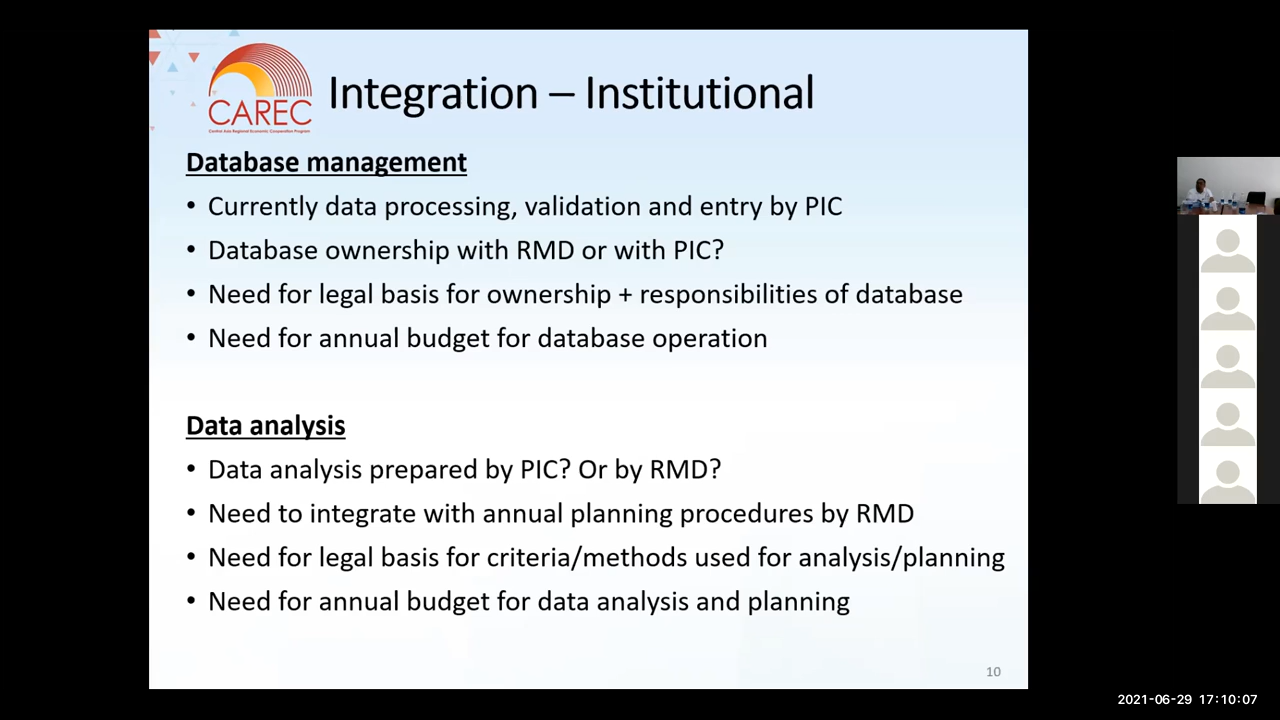 CAREC
Central Asia Regional Economic Cooperation Program
Integration – Institutional
Database management
• Currently data processing, validation and entry by PIC
• Database ownership with RMD or with PIC?
• Need for legal basis for ownership + responsibilities of database
• Need for annual budget for database operation
Data analysis
• Data analysis prepared by PIC? Or by RMD?
• Need to integrate with annual planning procedures by RMD
• Need for legal basis for criteria/methods used for analysis/planning
• Need for annual budget for data analysis and planning
10
2021-06-29 17:10:07